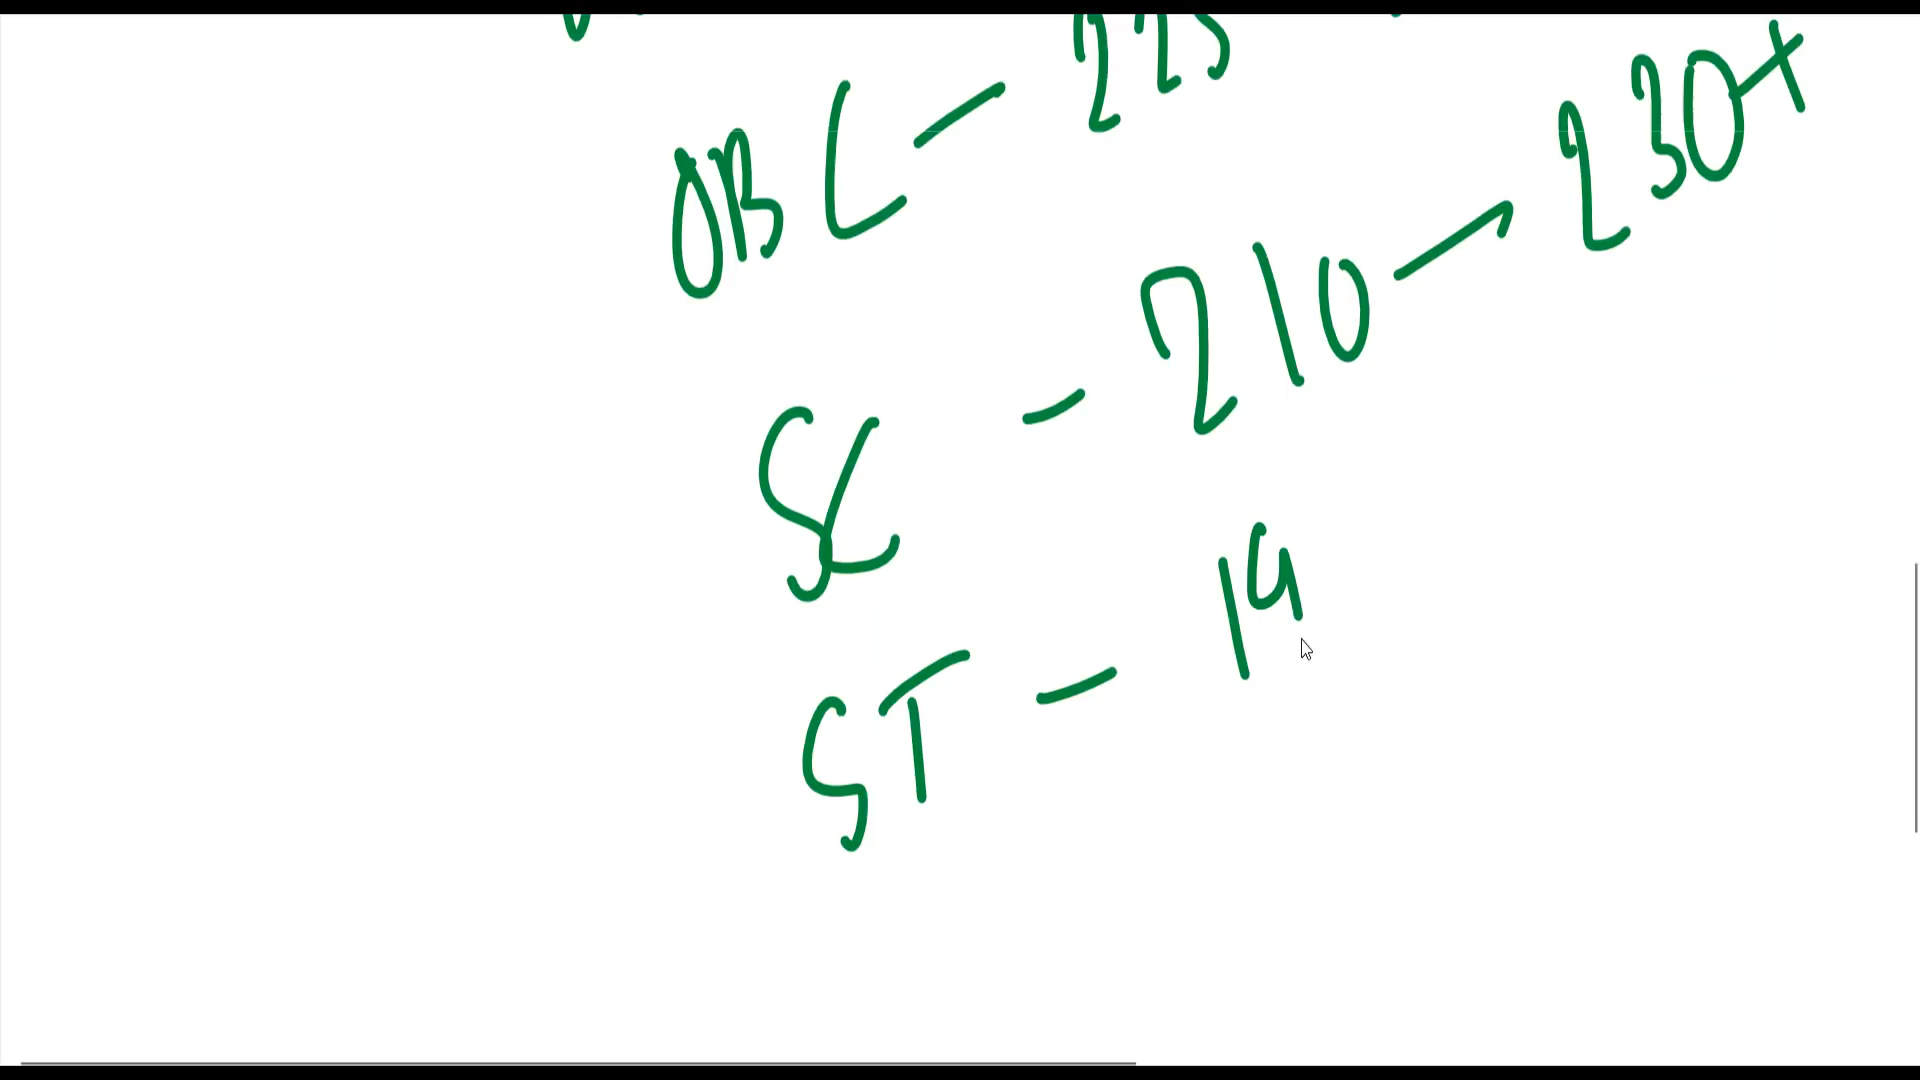 OBC - 225
SC - 210 → 230+
ST - 19